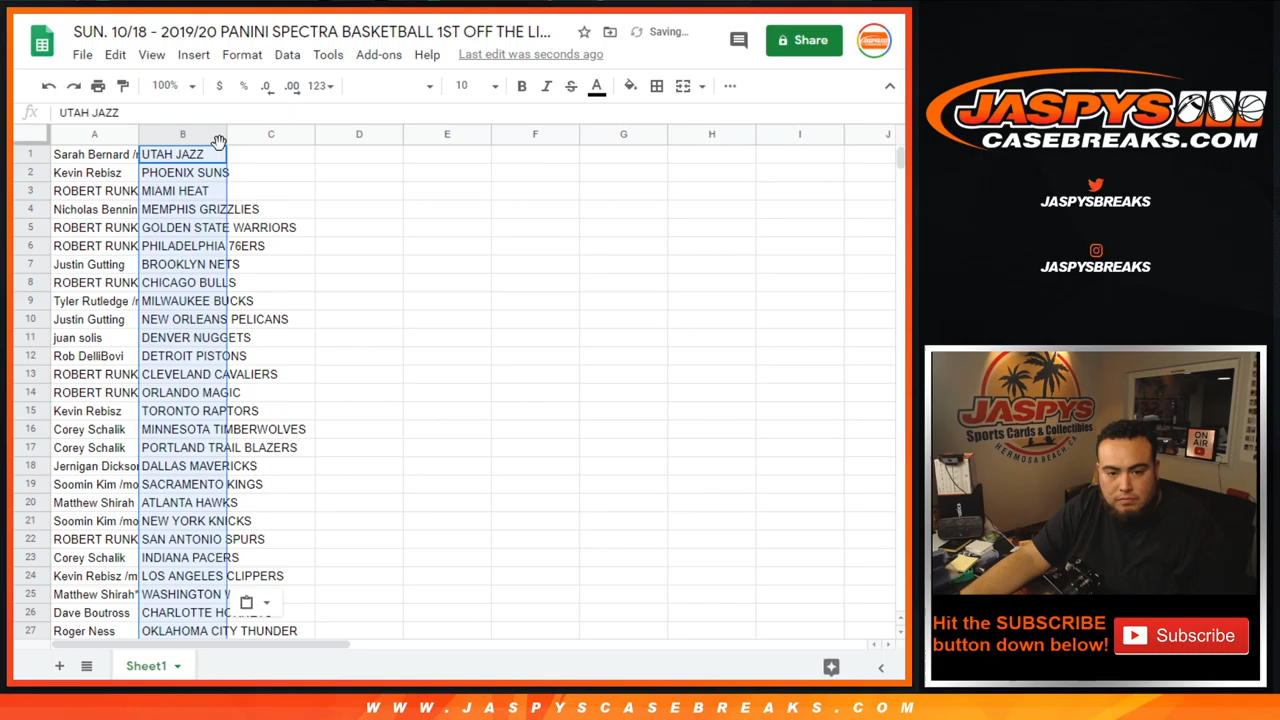 SUN. 10/18 - 2019/20 PANINI SPECTRA BASKETBALL 1ST OFF THE LI...
Saving...
Share
File Edit View Insert Format Data Tools Add-ons Help Last edit was seconds ago
100% $ % .0 .00 123 10 B I S A
fx UTAH JAZZ
A B C D E F G H I J
1 Sarah Bernard /r UTAH JAZZ
2 Kevin Rebisz PHOENIX SUNS
3 ROBERT RUNK MIAMI HEAT
4 Nicholas Bennin MEMPHIS GRIZZLIES
5 ROBERT RUNK GOLDEN STATE WARRIORS
6 ROBERT RUNK PHILADELPHIA 76ERS
7 Justin Gutting BROOKLYN NETS
8 ROBERT RUNK CHICAGO BULLS
9 Tyler Rutledge /r MILWAUKEE BUCKS
10 Justin Gutting NEW ORLEANS PELICANS
11 juan solis DENVER NUGGETS
12 Rob DelliBovi DETROIT PISTONS
13 ROBERT RUNK CLEVELAND CAVALIERS
14 ROBERT RUNK ORLANDO MAGIC
15 Kevin Rebisz TORONTO RAPTORS
16 Corey Schalik MINNESOTA TIMBERWOLVES
17 Corey Schalik PORTLAND TRAIL BLAZERS
18 Jernigan Dickson DALLAS MAVERICKS
19 Soomin Kim /mo SACRAMENTO KINGS
20 Matthew Shirah ATLANTA HAWKS
21 Soomin Kim /mo NEW YORK KNICKS
22 ROBERT RUNK SAN ANTONIO SPURS
23 Corey Schalik INDIANA PACERS
24 Kevin Rebisz /m LOS ANGELES CLIPPERS
25 Matthew Shirah* WASHINGTON
26 Dave Boutross CHARLOTTE
27 Roger Ness OKLAHOMA CITY THUNDER
Sheet1
JASPYS
CASEBREAKS.COM
JASPYSBREAKS
JASPYSBREAKS
JASPYS
Sports Cards & Collectibles
HERMOSA BEACH, CA
ON AIR
Hit the SUBSCRIBE
button down below!
Subscribe
WWW.JASPYSCASEBREAKS.COM